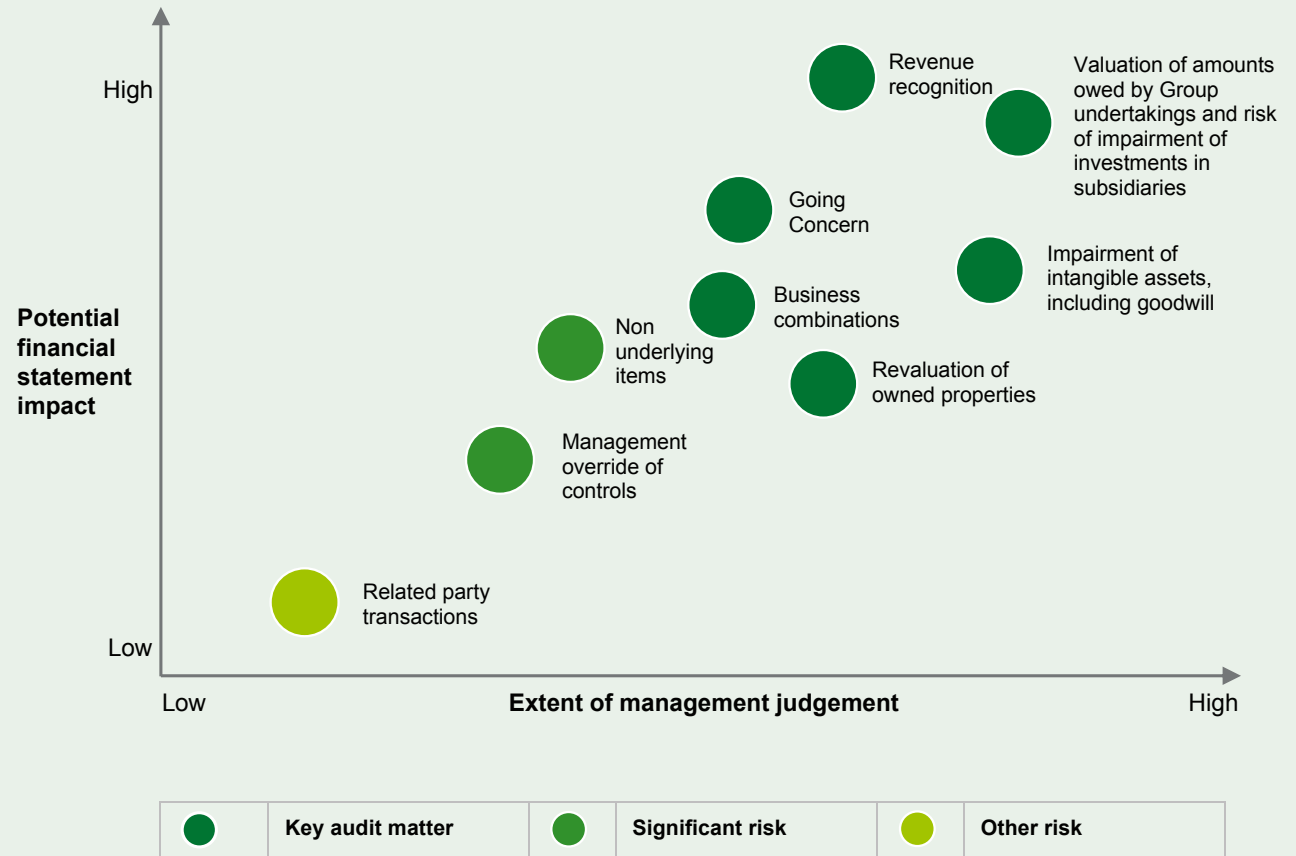 High
Revenue
recognition
Valuation of amounts
owed by Group
undertakings and risk
of impairment of
investments in
subsidiaries
Going
Concern
Impairment of
intangible assets,
including goodwill
Business
combinations
Potential
financial
statement
impact
Non
underlying
items
Revaluation of
owned properties
Management
override of
controls
Related party
transactions
Low
Low
Extent of management judgement
High
Key audit matter
Significant risk
Other risk